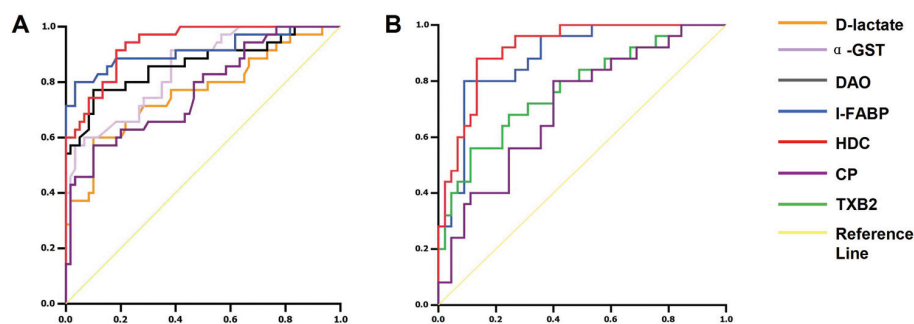 A
1.0
0.8
0.6
0.4
0.2
0.0
0.0 0.2 0.4 0.6 0.8 1.0
B
1.0
0.8
0.6
0.4
0.2
0.0
0.0 0.2 0.4 0.6 0.8 1.0
D-lactate
α-GST
DAO
I-FABP
HDC
CP
TXB2
Reference
Line